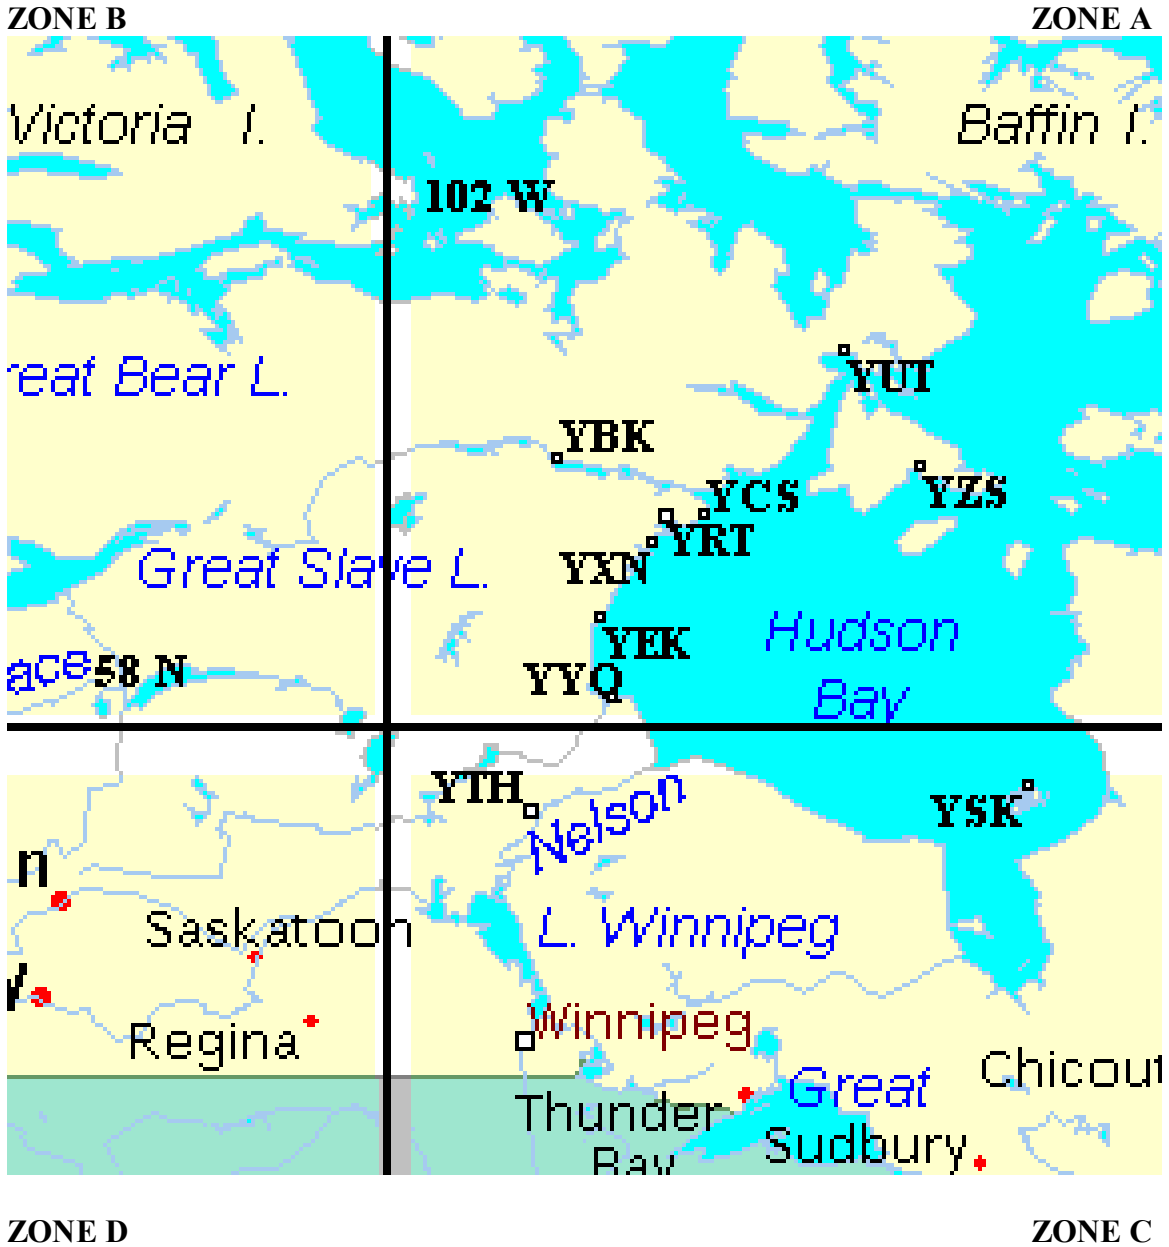 ZONE B ZONE A
Victoria I. Baffin I.
102 W
reat Bear L. YUT
YBK
YCS YZS
YRT
Great Slave L. YXN
Hudson
YEK
ace 58 N YYQ
Bay
YTH Nelson YSK
n
Saskatoon L. Winnipeg
Winnipeg
Regina
Great Chicout
Thunder
Sudbury
Bay
ZONE D ZONE C